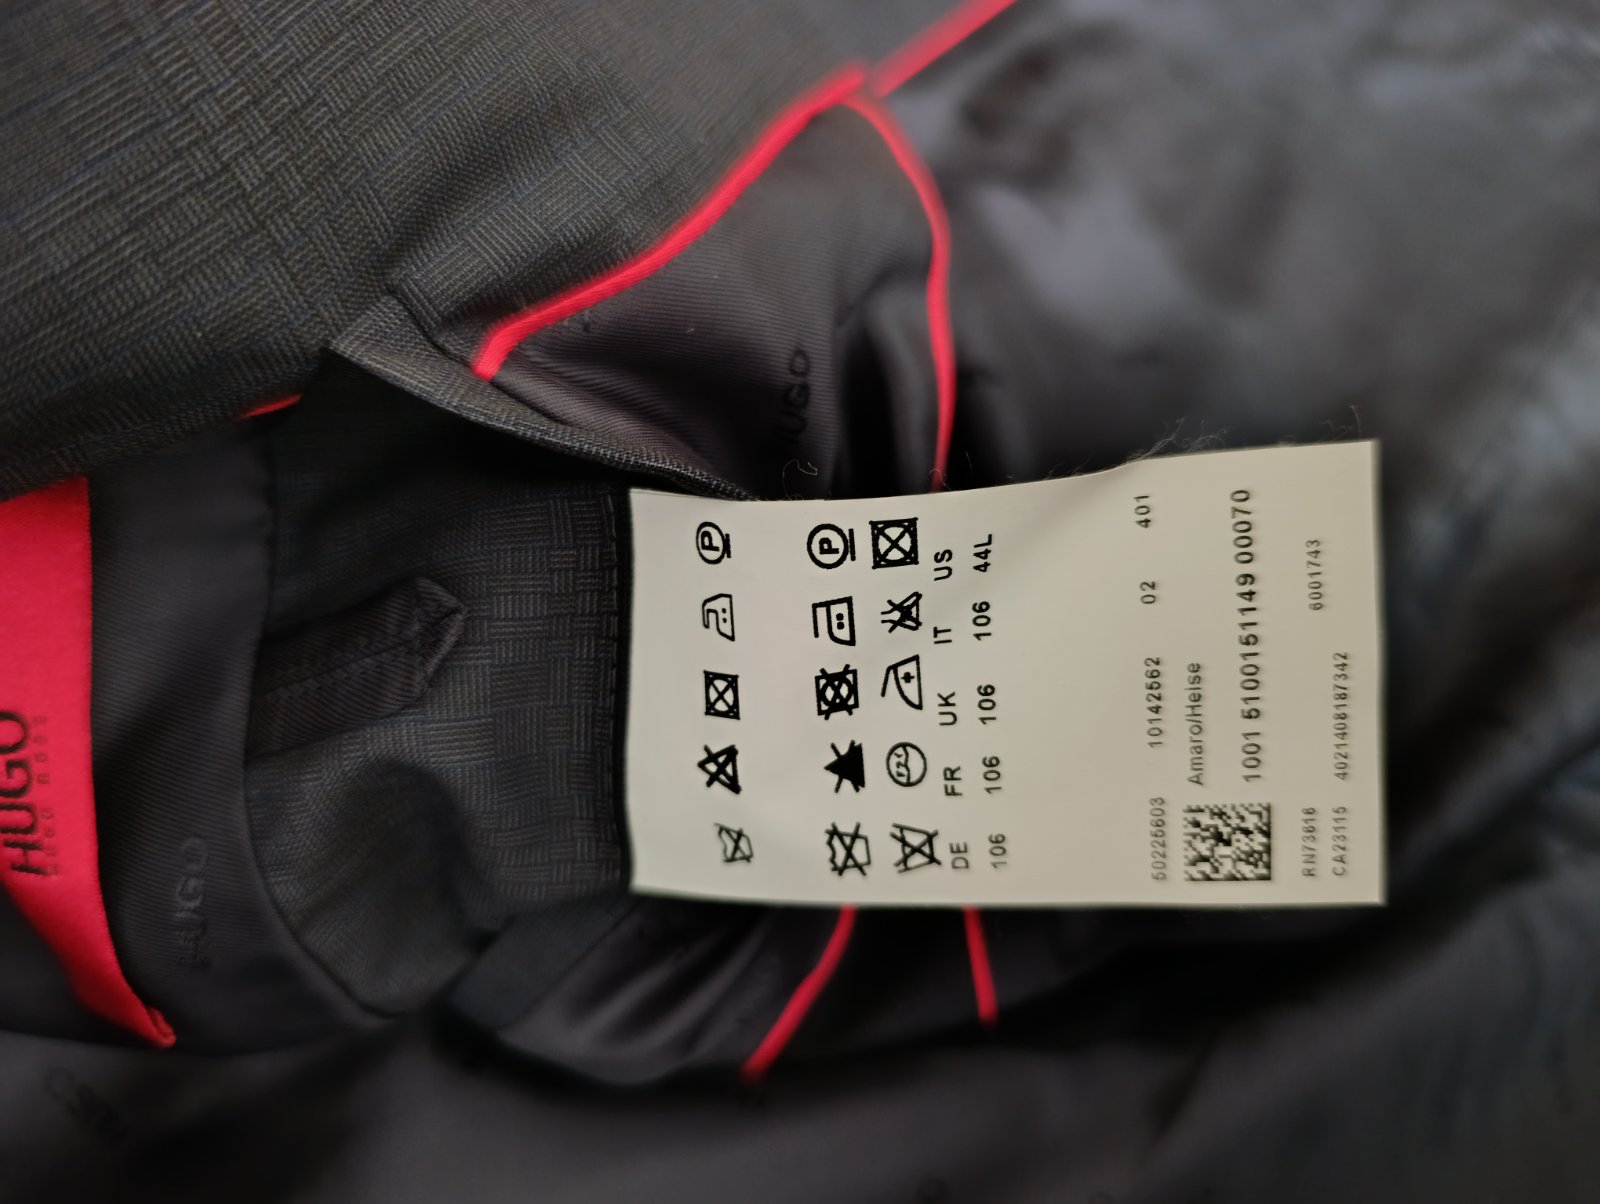 HUGO
HUGO BOSS
HUGO
HUGO
P
P
DE FR UK IT US
106 106 106 106 44L
50225603 10142562 02 401
Amaro/Heise
1001 5100151149 00070
RN73616 6001743
CA23115 4021408187342